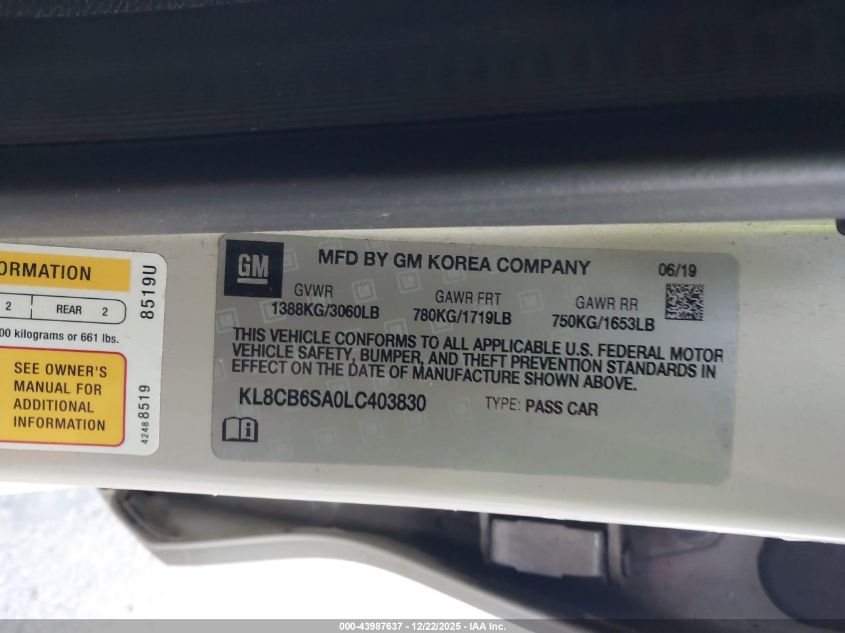 ORMATION
2 REAR 2
00 kilograms or 661 lbs.
SEE OWNER'S
MANUAL FOR
ADDITIONAL
INFORMATION
8519U
4248 8519
GM
MFD BY GM KOREA COMPANY
06/19
GVWR GAWR FRT GAWR RR
1388KG/3060LB 780KG/1719LB 750KG/1653LB
THIS VEHICLE CONFORMS TO ALL APPLICABLE U.S. FEDERAL MOTOR
VEHICLE SAFETY, BUMPER, AND THEFT PREVENTION STANDARDS IN
EFFECT ON THE DATE OF MANUFACTURE SHOWN ABOVE.
KL8CB6SA0LC403830 TYPE: PASS CAR
000-43987637 - 12/22/2025 - IAA Inc.